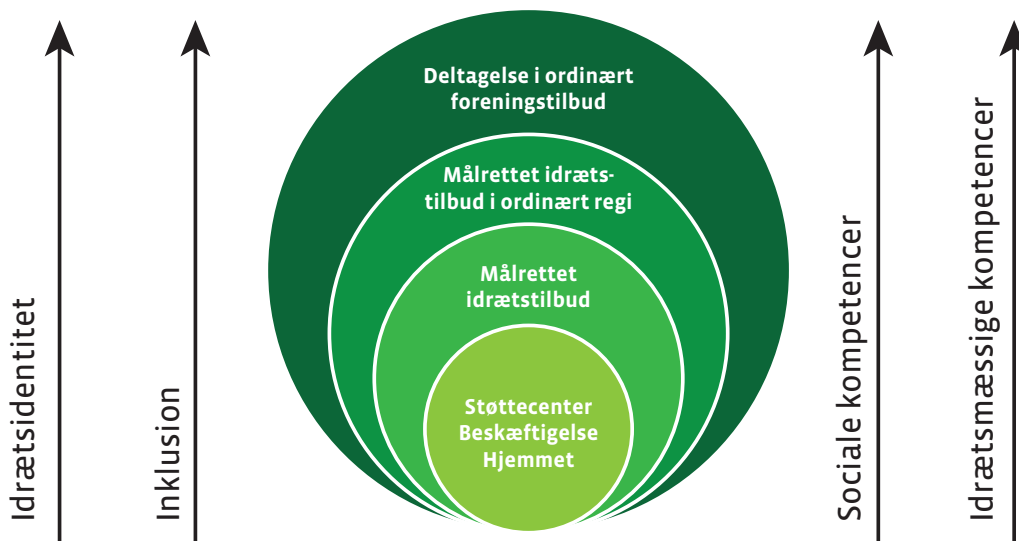 Idrætsidentitet
Inklusion
Deltagelse i ordinært
foreningstilbud
Målrettet idræts-
tilbud i ordinært regi
Målrettet
idrætstilbud
Støttecenter
Beskæftigelse
Hjemmet
Sociale kompetencer
Idrætsmæssige kompetencer